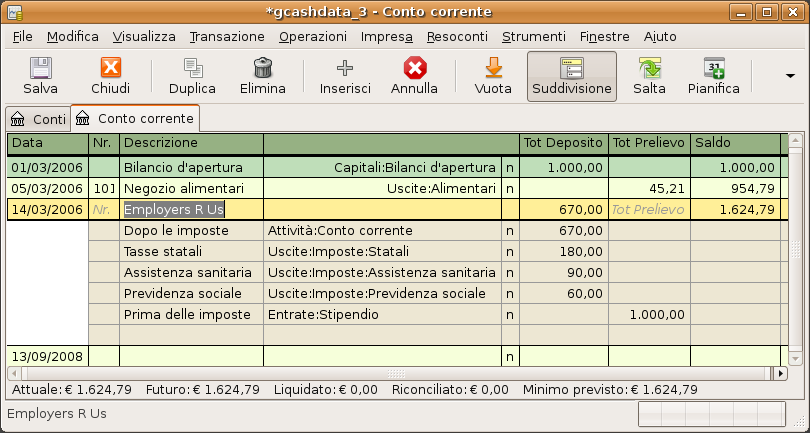 *gcashdata_3 - Conto corrente
File Modifica Visualizza Transazione Operazioni Impresa Resoconti Strumenti Finestre Aiuto
Salva Chiudi Duplica Elimina Inserisci Annulla Vuota Suddivisione Salta Pianifica
Conti Conto corrente
Data Nr. Descrizione Tot Deposito Tot Prelievo Saldo
01/03/2006 Bilancio d'apertura Capitali:Bilanci d'apertura n 1.000,00 1.000,00
05/03/2006 101 Negozio alimentari Uscite:Alimentari n 45,21 954,79
14/03/2006 Nr. Employers R Us 670,00 Tot Prelievo 1.624,79
Dopo le imposte Attività:Conto corrente n 670,00
Tasse statali Uscite:Imposte:Statali n 180,00
Assistenza sanitaria Uscite:Imposte:Assistenza sanitaria n 90,00
Previdenza sociale Uscite:Imposte:Previdenza sociale n 60,00
Prima delle imposte Entrate:Stipendio n 1.000,00
13/09/2008 n
Attuale: € 1.624,79 Futuro: € 1.624,79 Liquidato: € 0,00 Riconciliato: € 0,00 Minimo previsto: € 1.624,79
Employers R Us